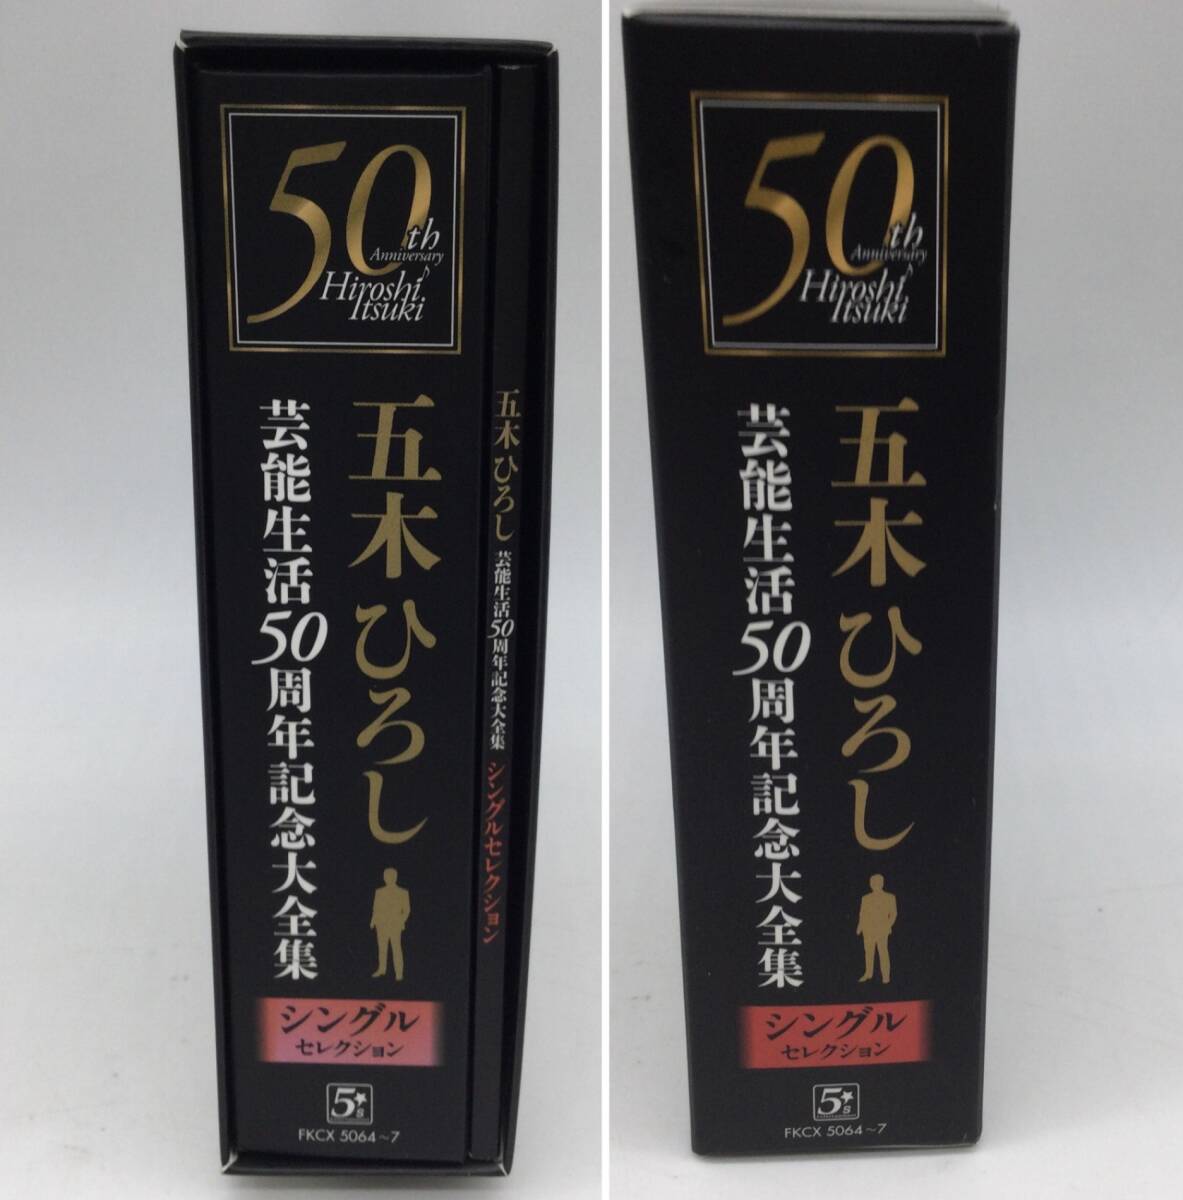 50th
Anniversary
Hiroshi
Itsuki
五木ひろし
芸能生活50周年記念大全集
シングル
セレクション
5's
FKCX 5064~7
五木ひろし 芸能生活50周年記念大全集 シングルセレクション
50th
Anniversary
Hiroshi
Itsuki
五木ひろし
芸能生活50周年記念大全集
シングル
セレクション
5's
FKCX 5064~7